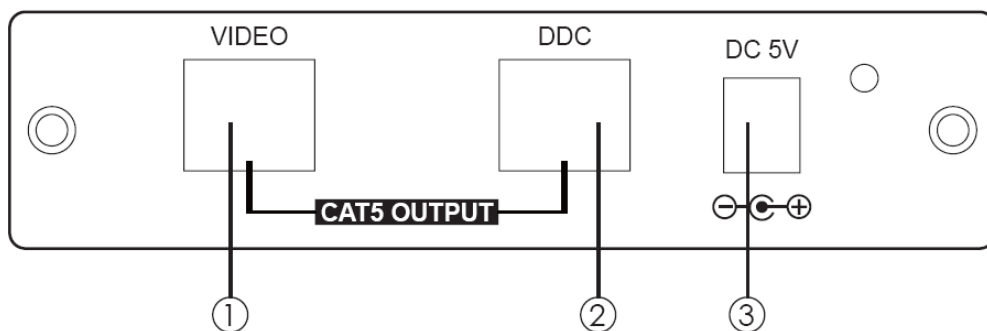 VIDEO DDC DC 5V
CAT5 OUTPUT
① ② ③